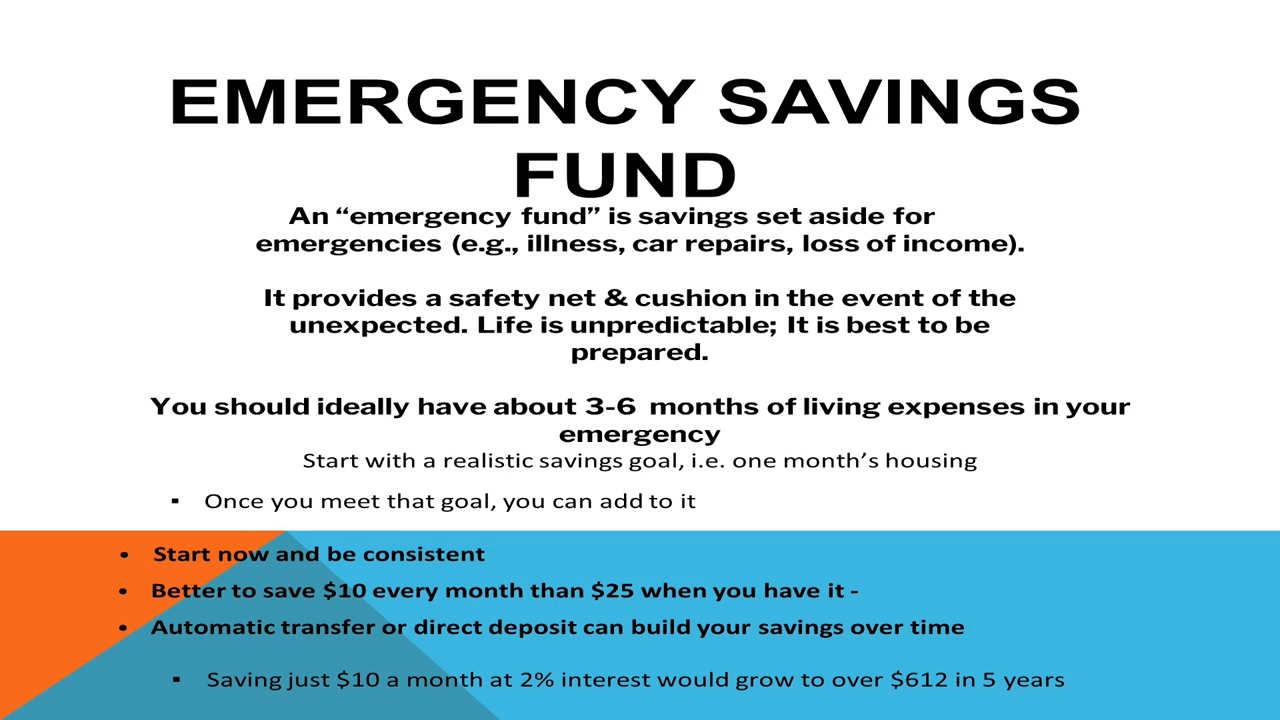 EMERGENCY SAVINGS
FUND
An “emergency fund” is savings set aside for
emergencies (e.g., illness, car repairs, loss of income).
It provides a safety net & cushion in the event of the
unexpected. Life is unpredictable; It is best to be
prepared.
You should ideally have about 3-6 months of living expenses in your
emergency
Start with a realistic savings goal, i.e. one month’s housing
▪ Once you meet that goal, you can add to it
• Start now and be consistent
• Better to save $10 every month than $25 when you have it -
• Automatic transfer or direct deposit can build your savings over time
▪ Saving just $10 a month at 2% interest would grow to over $612 in 5 years